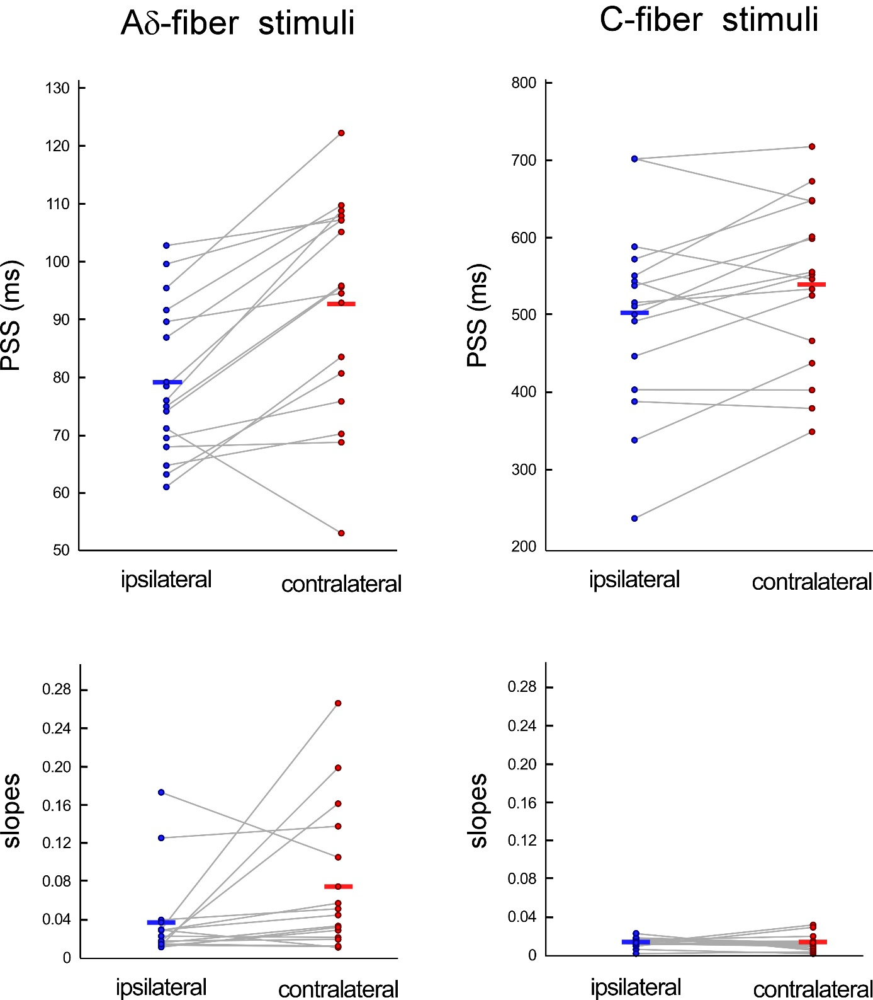 Aδ-fiber stimuli
C-fiber stimuli
PSS (ms)
130
120
110
100
90
80
70
60
50
ipsilateral
contralateral
PSS (ms)
800
700
600
500
400
300
200
ipsilateral
contralateral
slopes
0.28
0.24
0.20
0.16
0.12
0.08
0.04
0
ipsilateral
contralateral
slopes
0.28
0.24
0.20
0.16
0.12
0.08
0.04
0
ipsilateral
contralateral